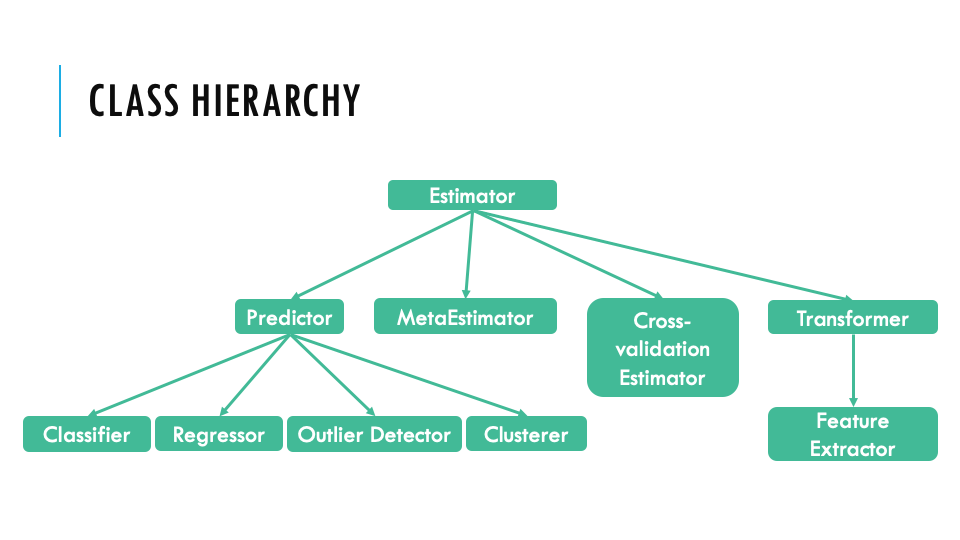 CLASS HIERARCHY
Estimator
Predictor
MetaEstimator
Cross-
validation
Estimator
Transformer
Classifier
Regressor
Outlier Detector
Clusterer
Feature
Extractor